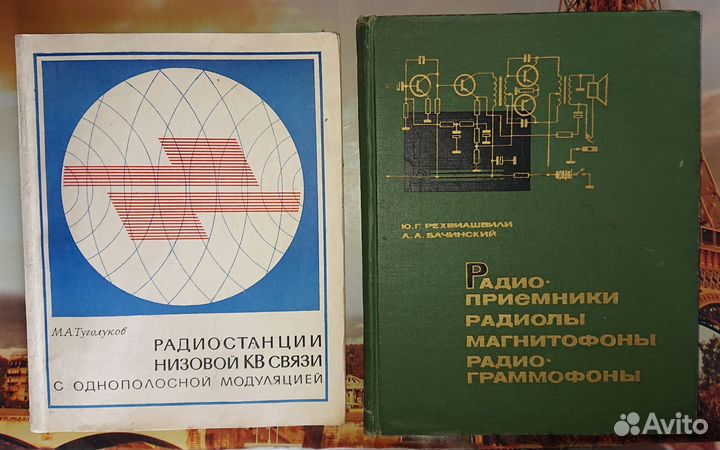 М.А.Туголуков
РАДИОСТАНЦИИ
НИЗОВОЙ КВ СВЯЗИ
С ОДНОПОЛОСНОЙ МОДУЛЯЦИЕЙ
Ю.Г. РЕХВИАШВИЛИ
А.А. БАЧИНСКИЙ
РАДИО-
ПРИЕМНИКИ
РАДИОЛЫ
МАГНИТОФОНЫ
РАДИО-
ГРАММОФОНЫ
Avito